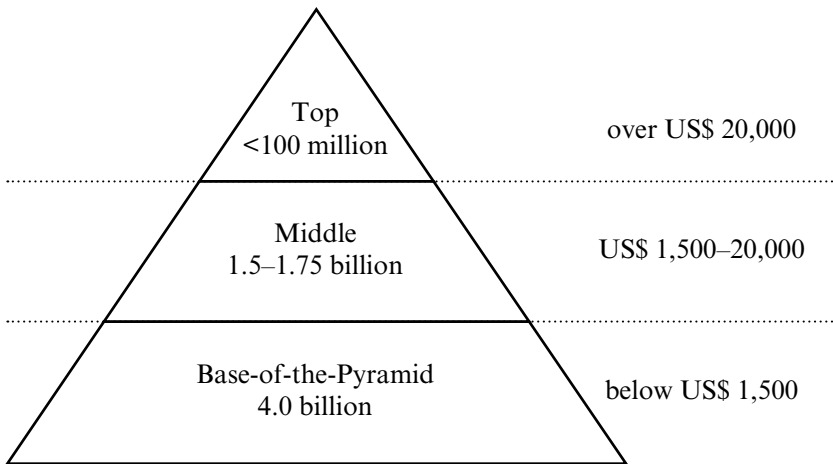 Top
<100 million
over US$ 20,000
Middle
1.5–1.75 billion
US$ 1,500–20,000
Base-of-the-Pyramid
4.0 billion
below US$ 1,500